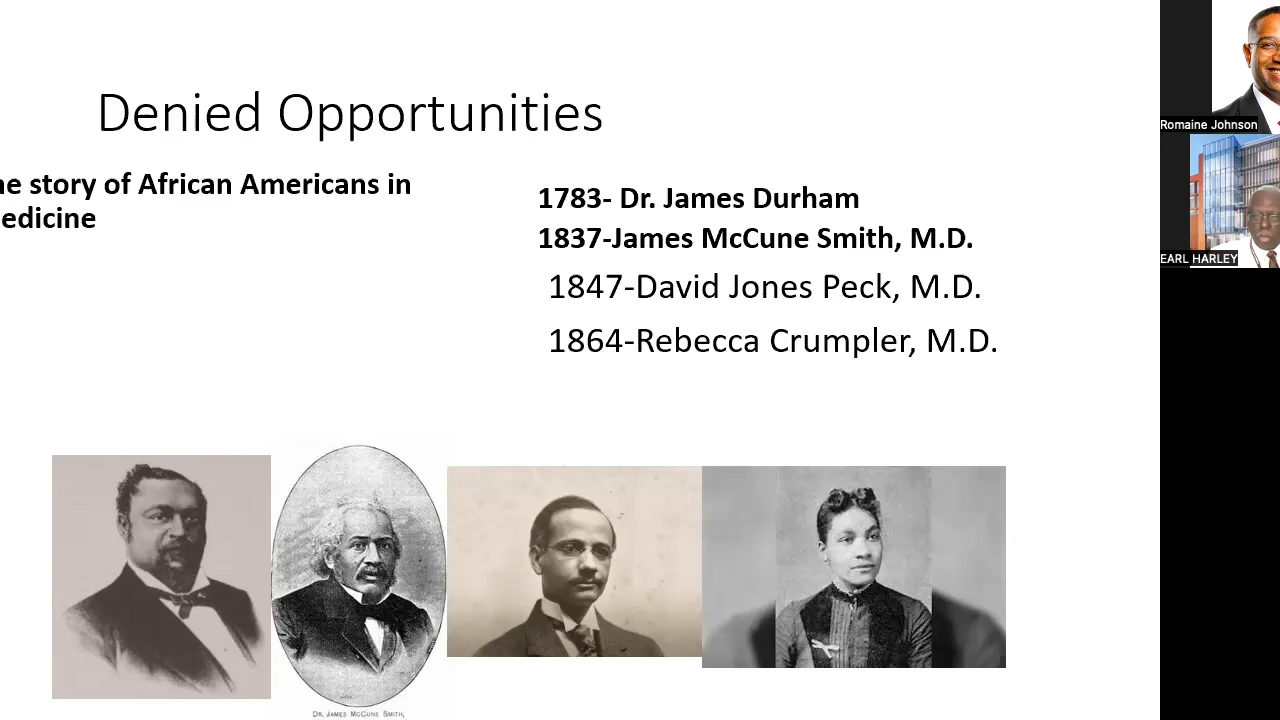 Denied Opportunities
he story of African Americans in
edicine
1783- Dr. James Durham
1837-James McCune Smith, M.D.
1847-David Jones Peck, M.D.
1864-Rebecca Crumpler, M.D.
DR. JAMES MCCUNE SMITH,
Romaine Johnson
EARL HARLEY